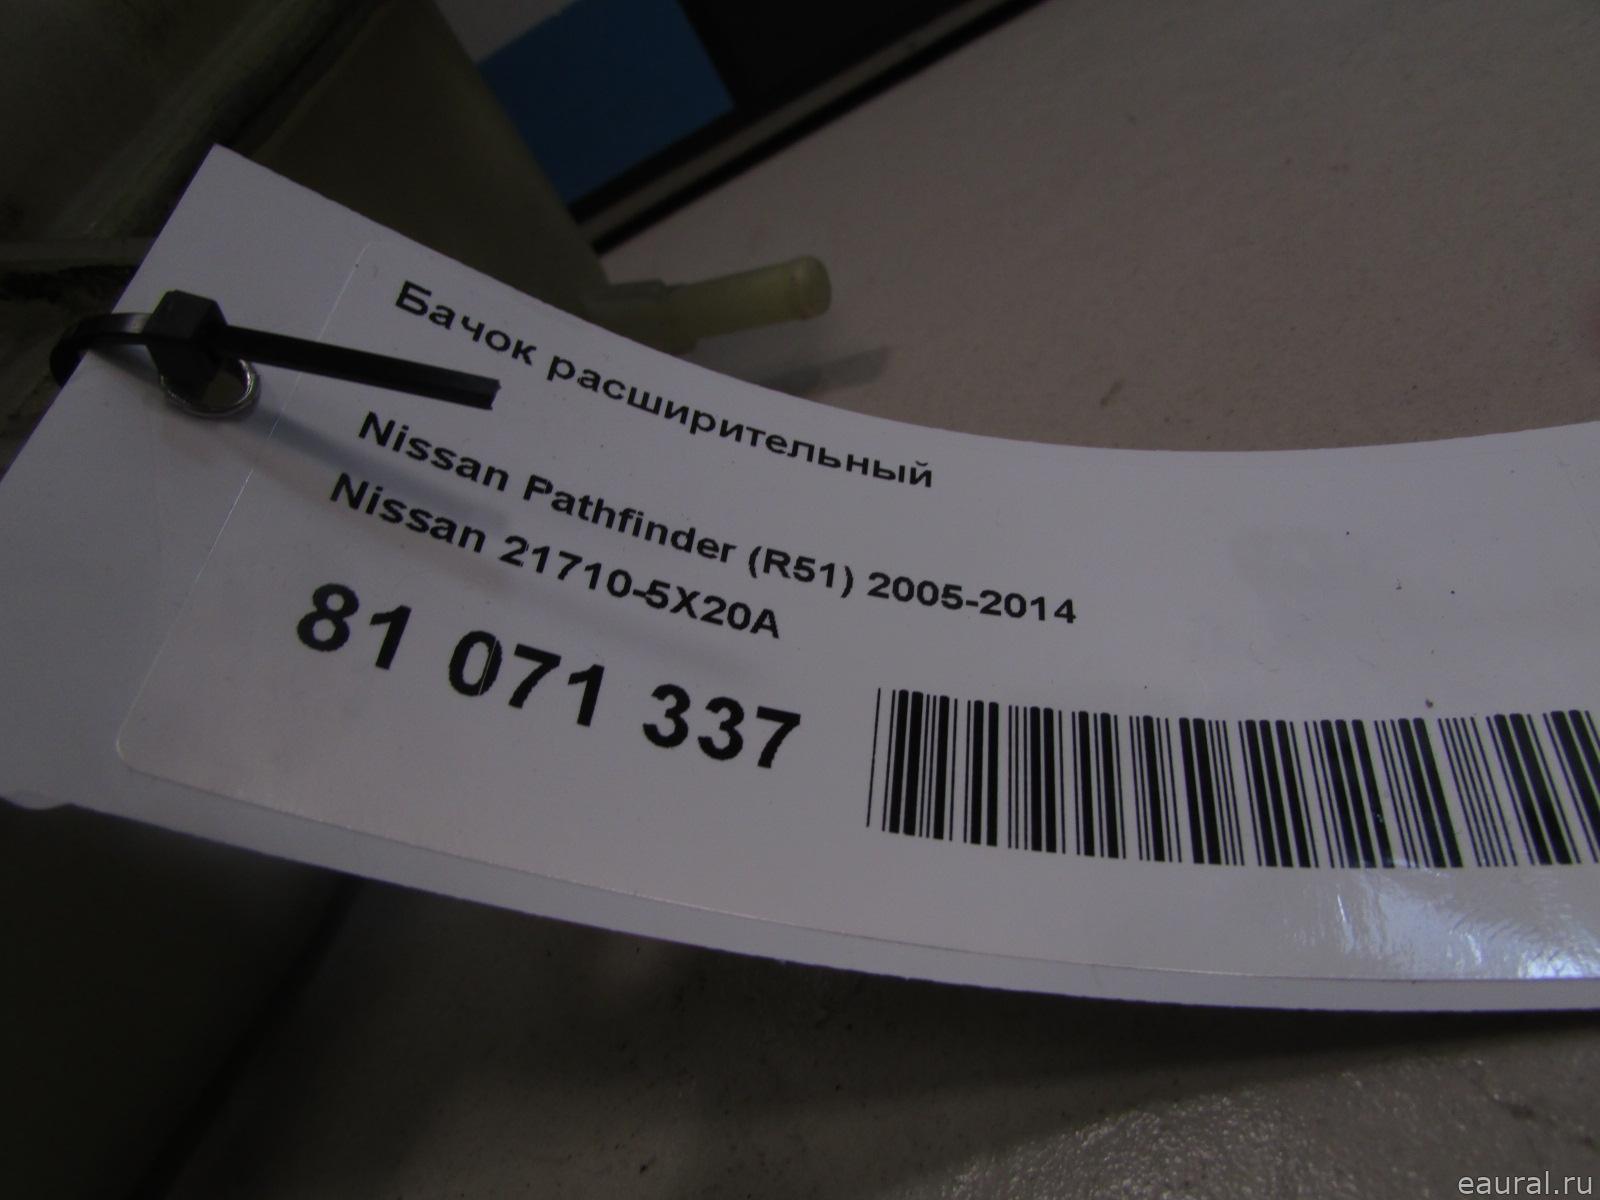 Бачок расширительный
Nissan Pathfinder (R51) 2005-2014
Nissan 21710-5X20A
81 071 337
eaural.ru